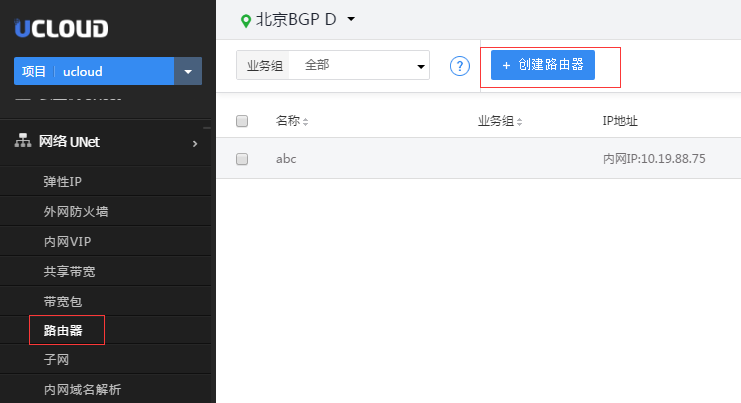 UCLOUD
项目 ucloud
网络 UNet
弹性IP
外网防火墙
内网VIP
共享带宽
带宽包
路由器
子网
内网域名解析
北京BGP D
业务组 全部 ? + 创建路由器
名称 业务组 IP地址
abc 内网IP:10.19.88.75